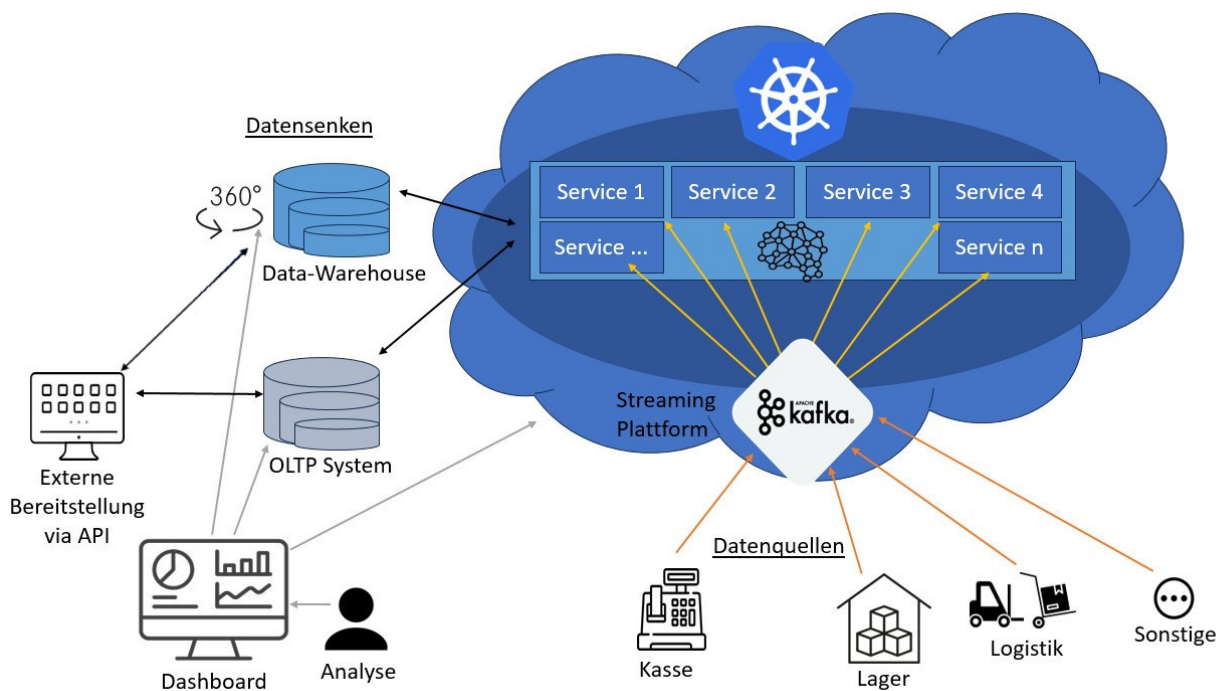 Datensenken
360°
Data-Warehouse
Service 1
Service 2
Service 3
Service 4
Service ...
Service n
OLTP System
Externe
Bereitstellung
via API
Streaming
Plattform
APACHE
kafka®
Datenquellen
Dashboard
Analyse
Kasse
Lager
Logistik
Sonstige